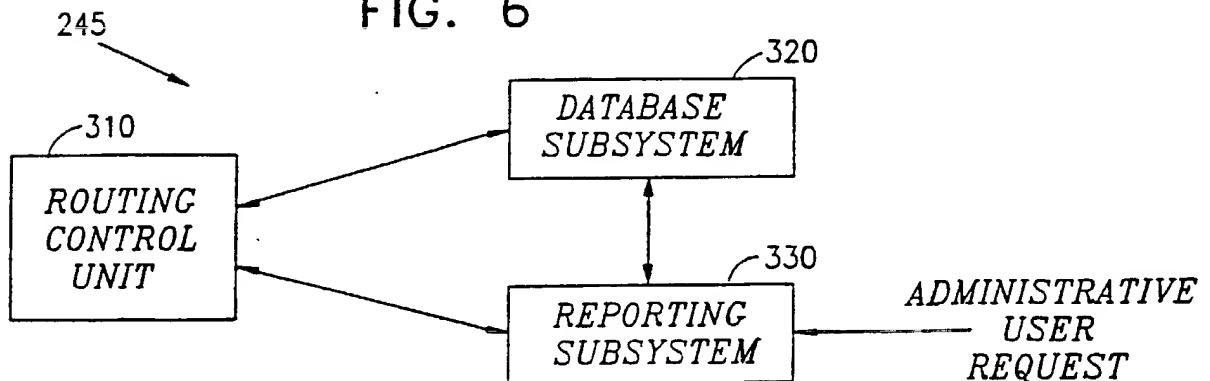 FIG. 6
245
320
DATABASE
SUBSYSTEM
310
ROUTING
CONTROL
UNIT
330
REPORTING
SUBSYSTEM
ADMINISTRATIVE
USER
REQUEST